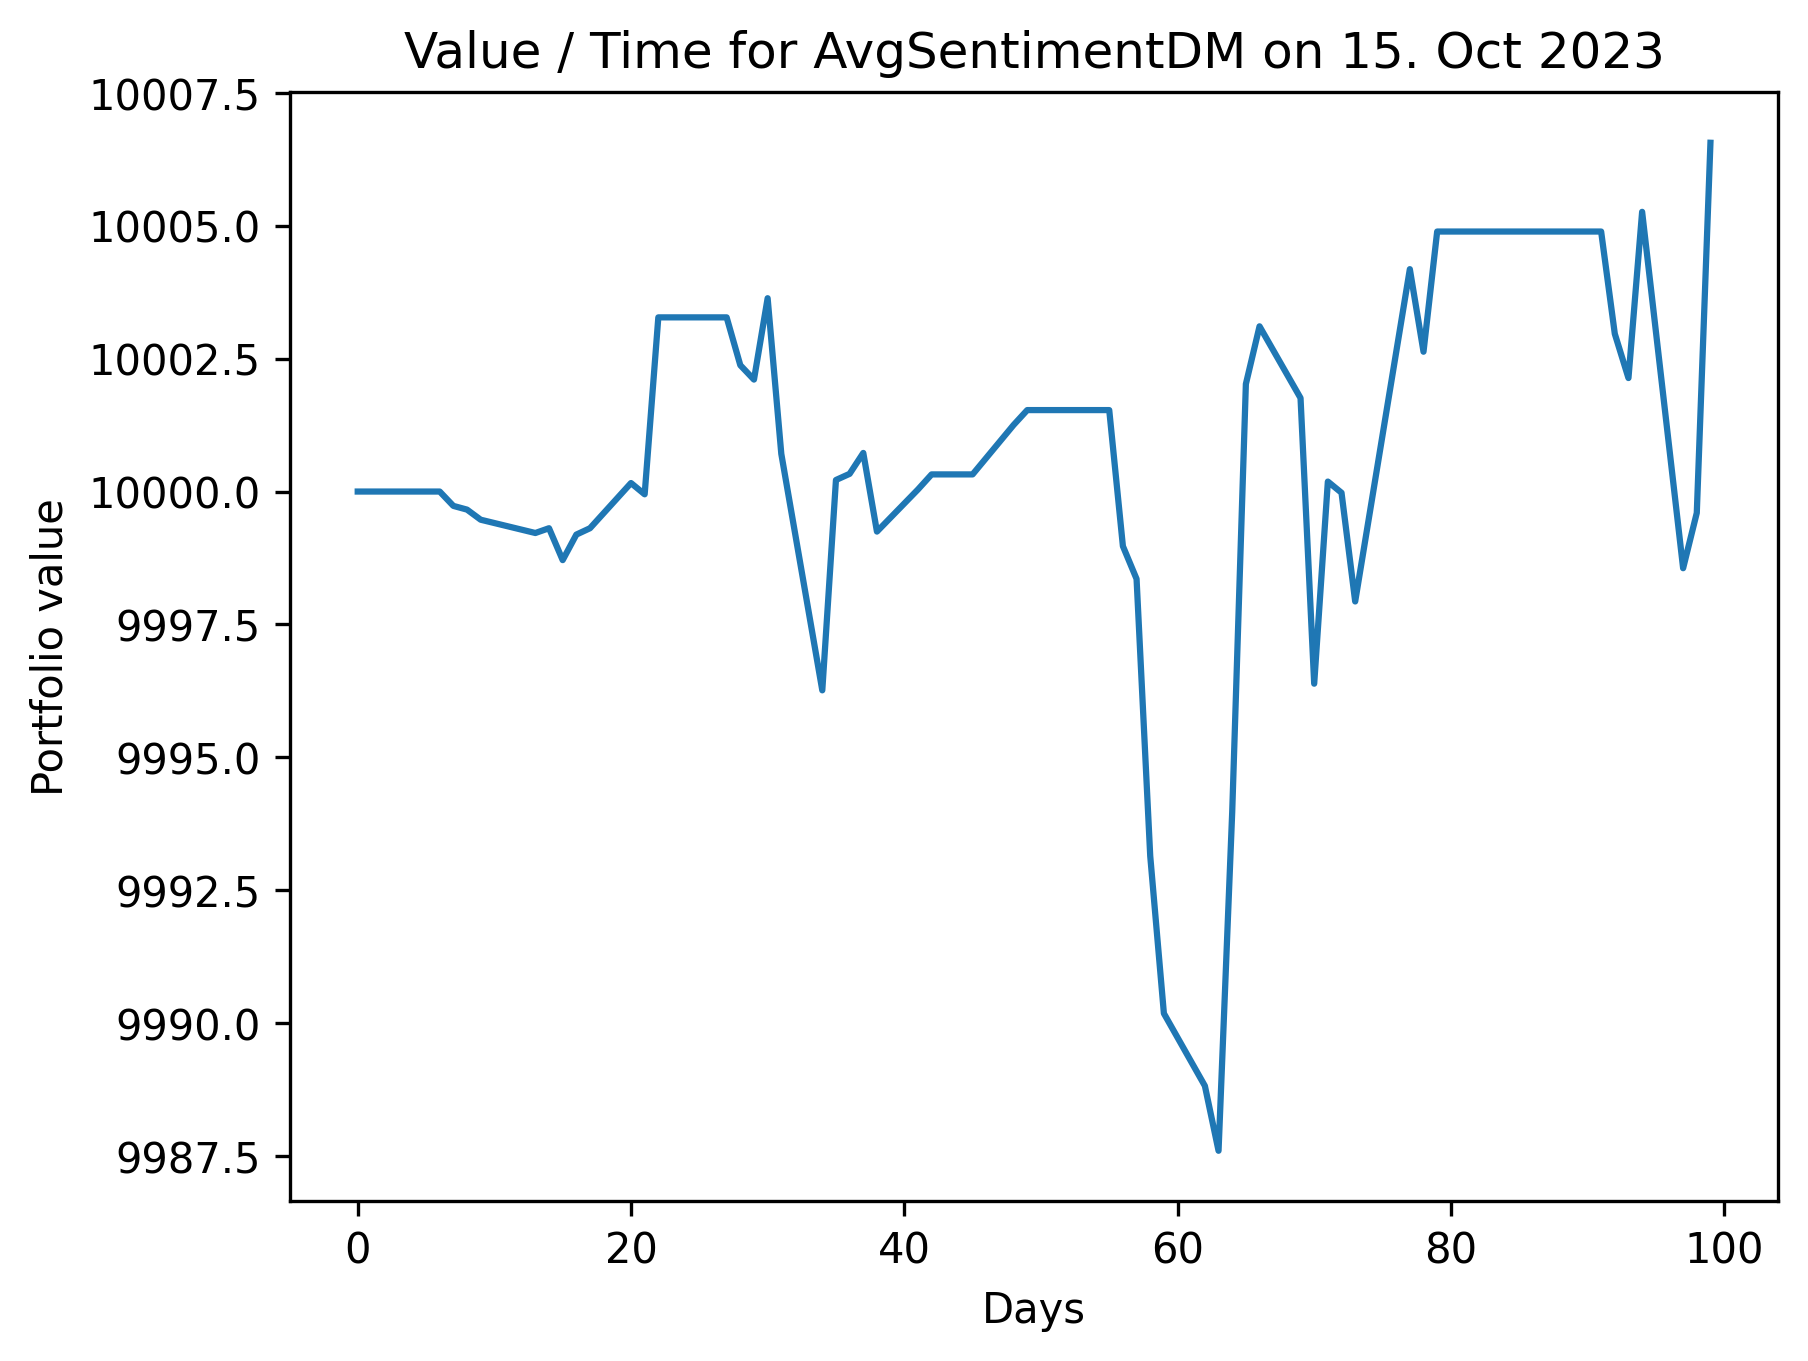 Value / Time for AvgSentimentDM on 15. Oct 2023
10007.5
10005.0
10002.5
10000.0
9997.5
9995.0
9992.5
9990.0
9987.5
Portfolio value
0 20 40 60 80 100
Days